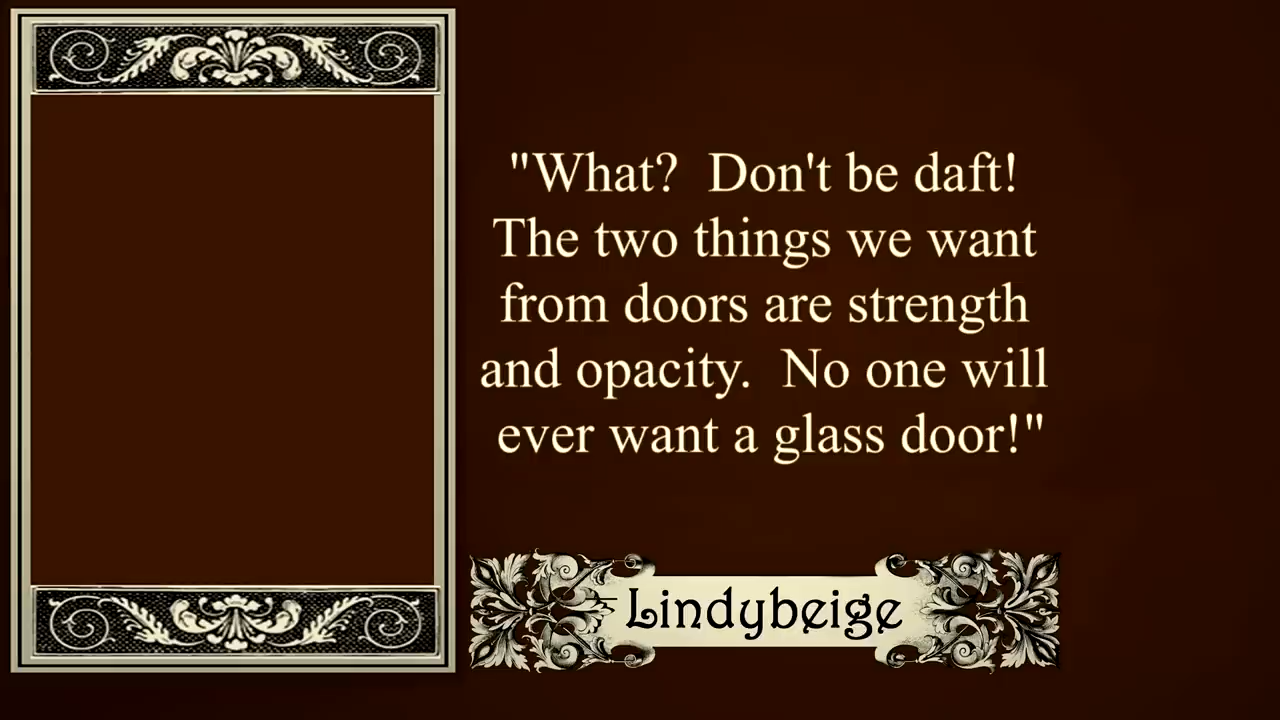 "What?  Don't be daft!
The two things we want
from doors are strength
and opacity.  No one will
ever want a glass door!"
Lindybeige